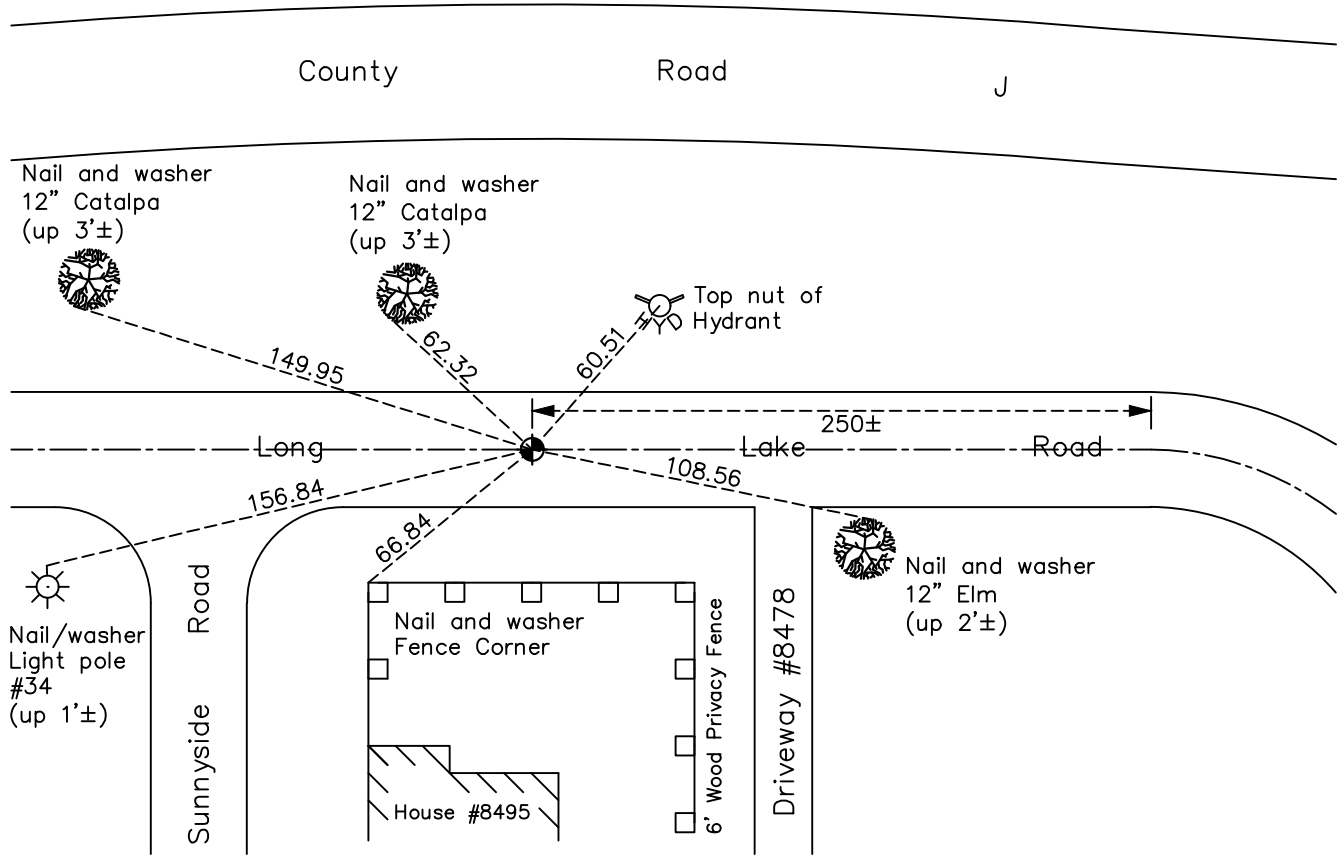 County Road J
Nail and washer
12" Catalpa
(up 3'±)
Nail and washer
12" Catalpa
(up 3'±)
Top nut of
Hydrant
HYD
149.95
62.32
60.51
250±
Long Lake Road
156.84
66.84
108.56
Nail/washer
Light pole
#34
(up 1'±)
Sunnyside Road
Nail and washer
Fence Corner
House #8495
6' Wood Privacy Fence
Driveway #8478
Nail and washer
12" Elm
(up 2'±)